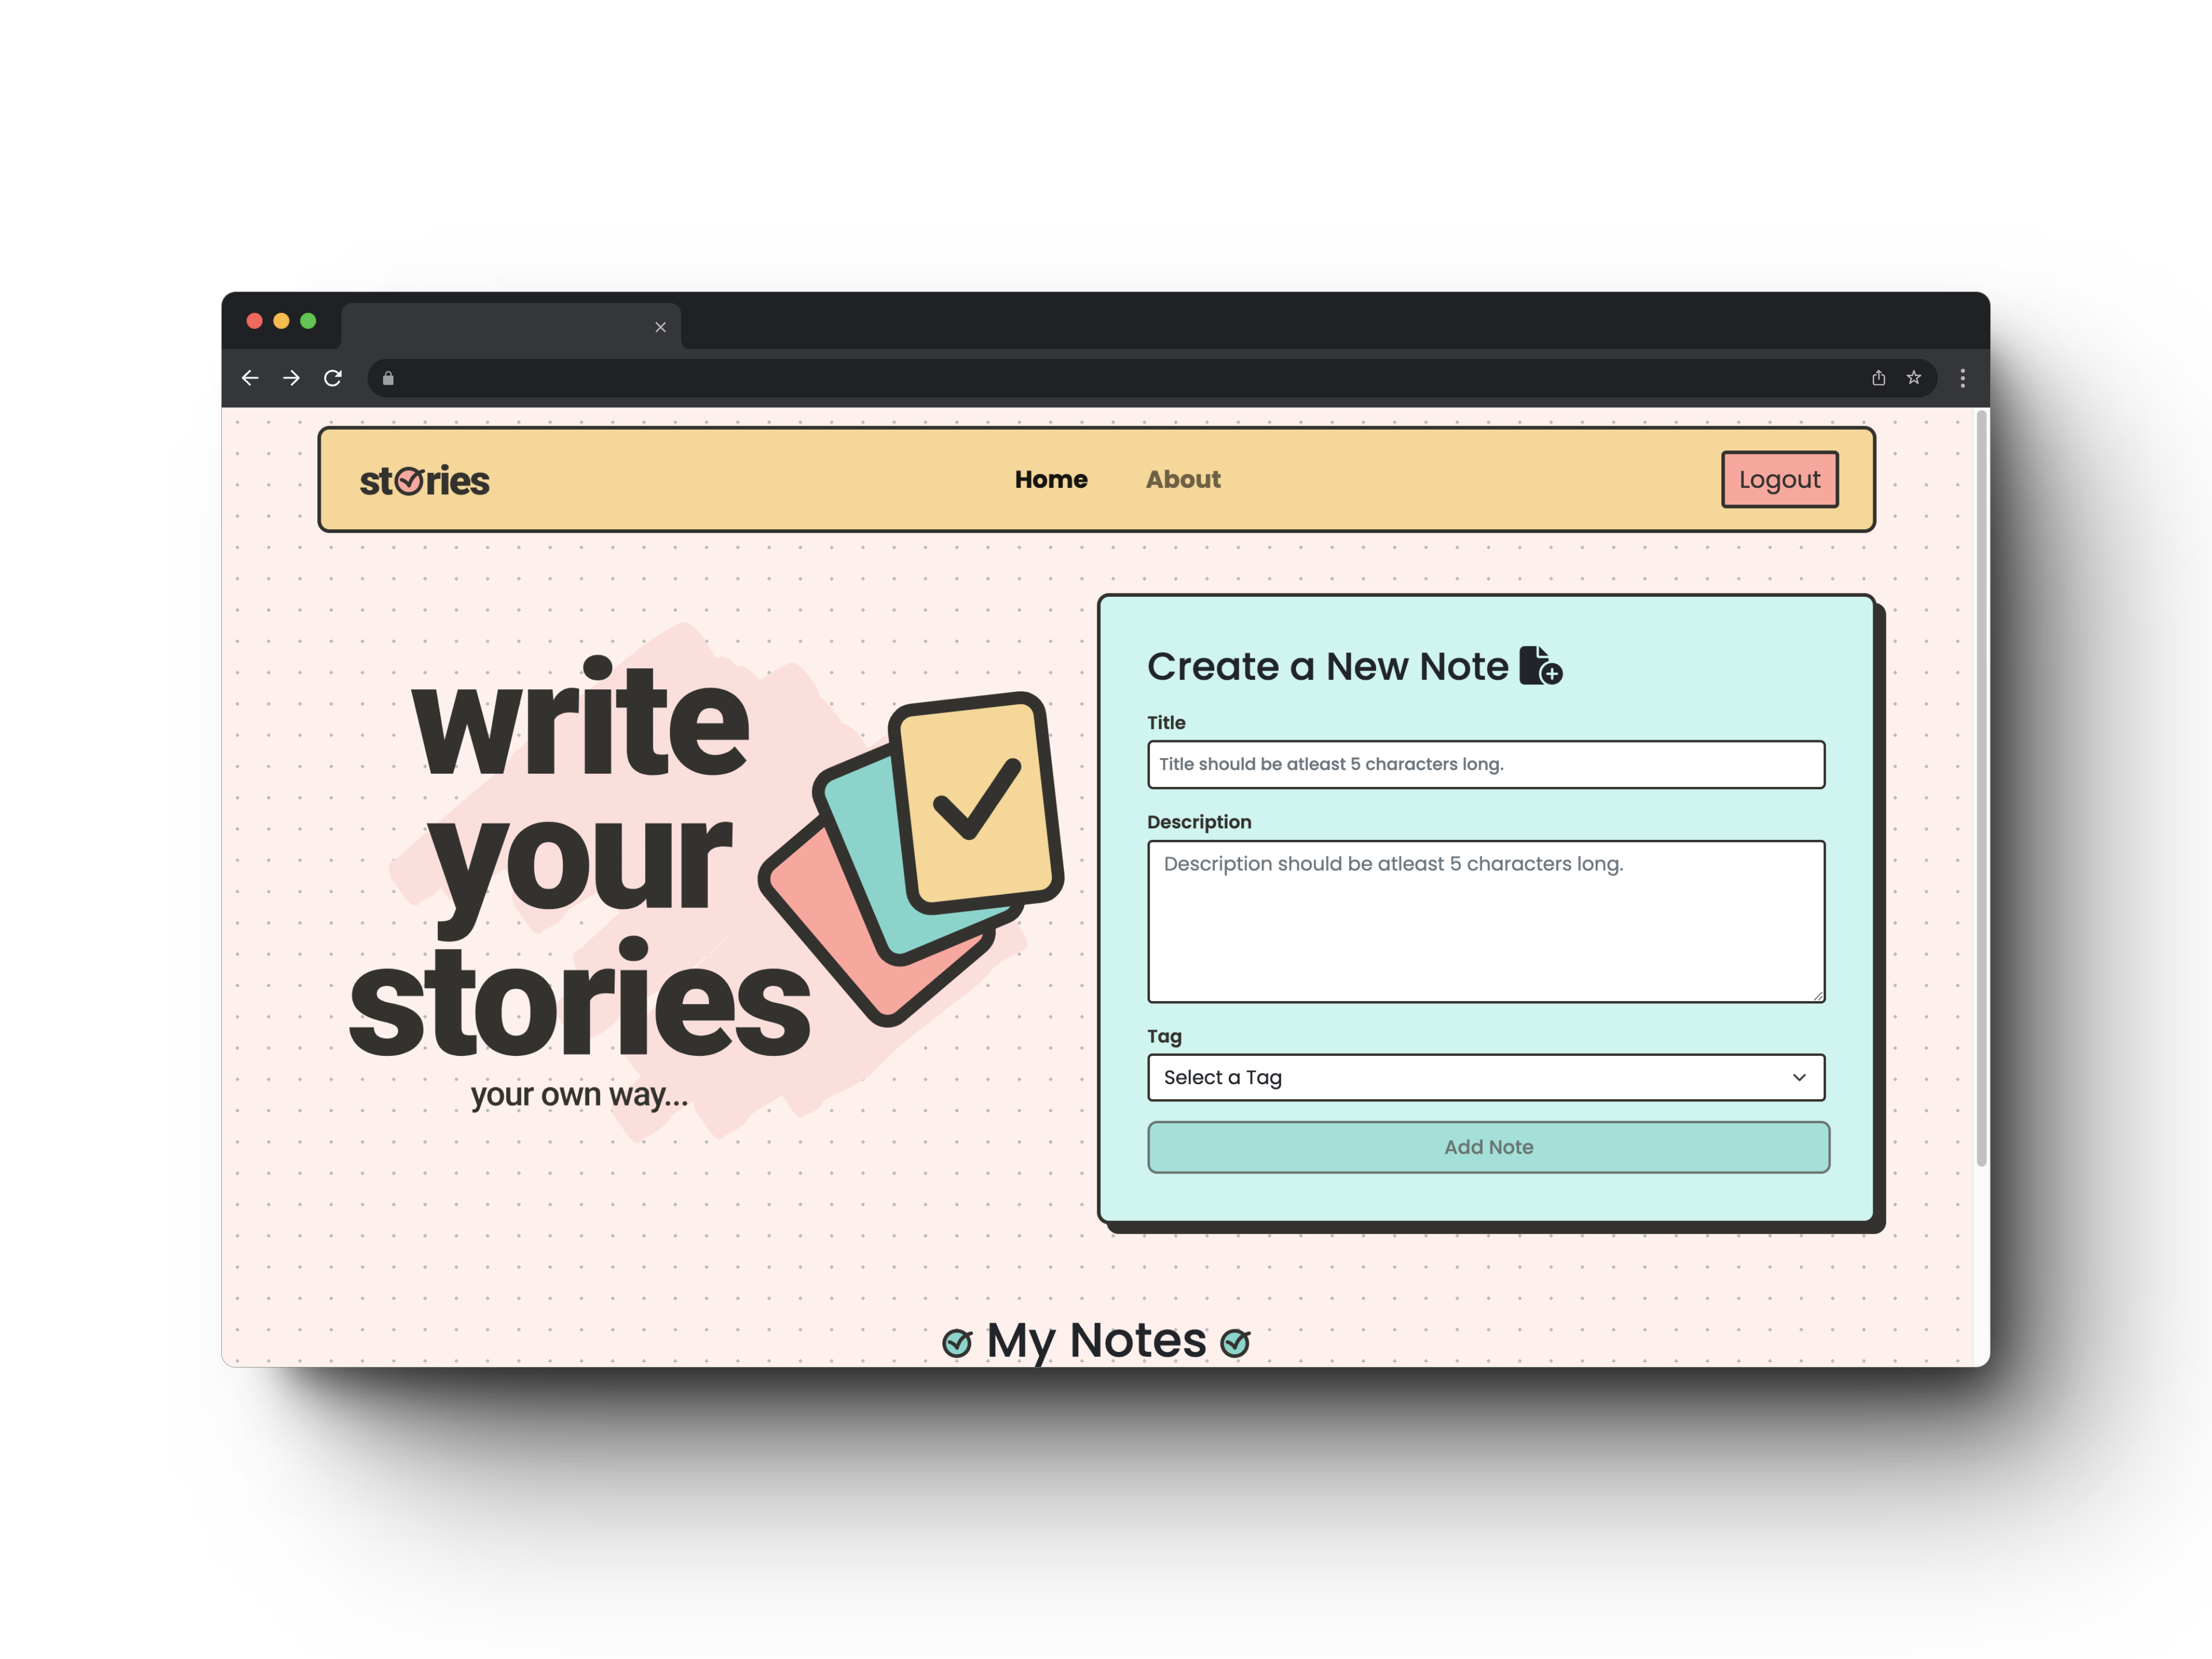 stories
Home
About
Logout
write
your
stories
your own way...
Create a New Note
Title
Title should be atleast 5 characters long.
Description
Description should be atleast 5 characters long.
Tag
Select a Tag
Add Note
My Notes